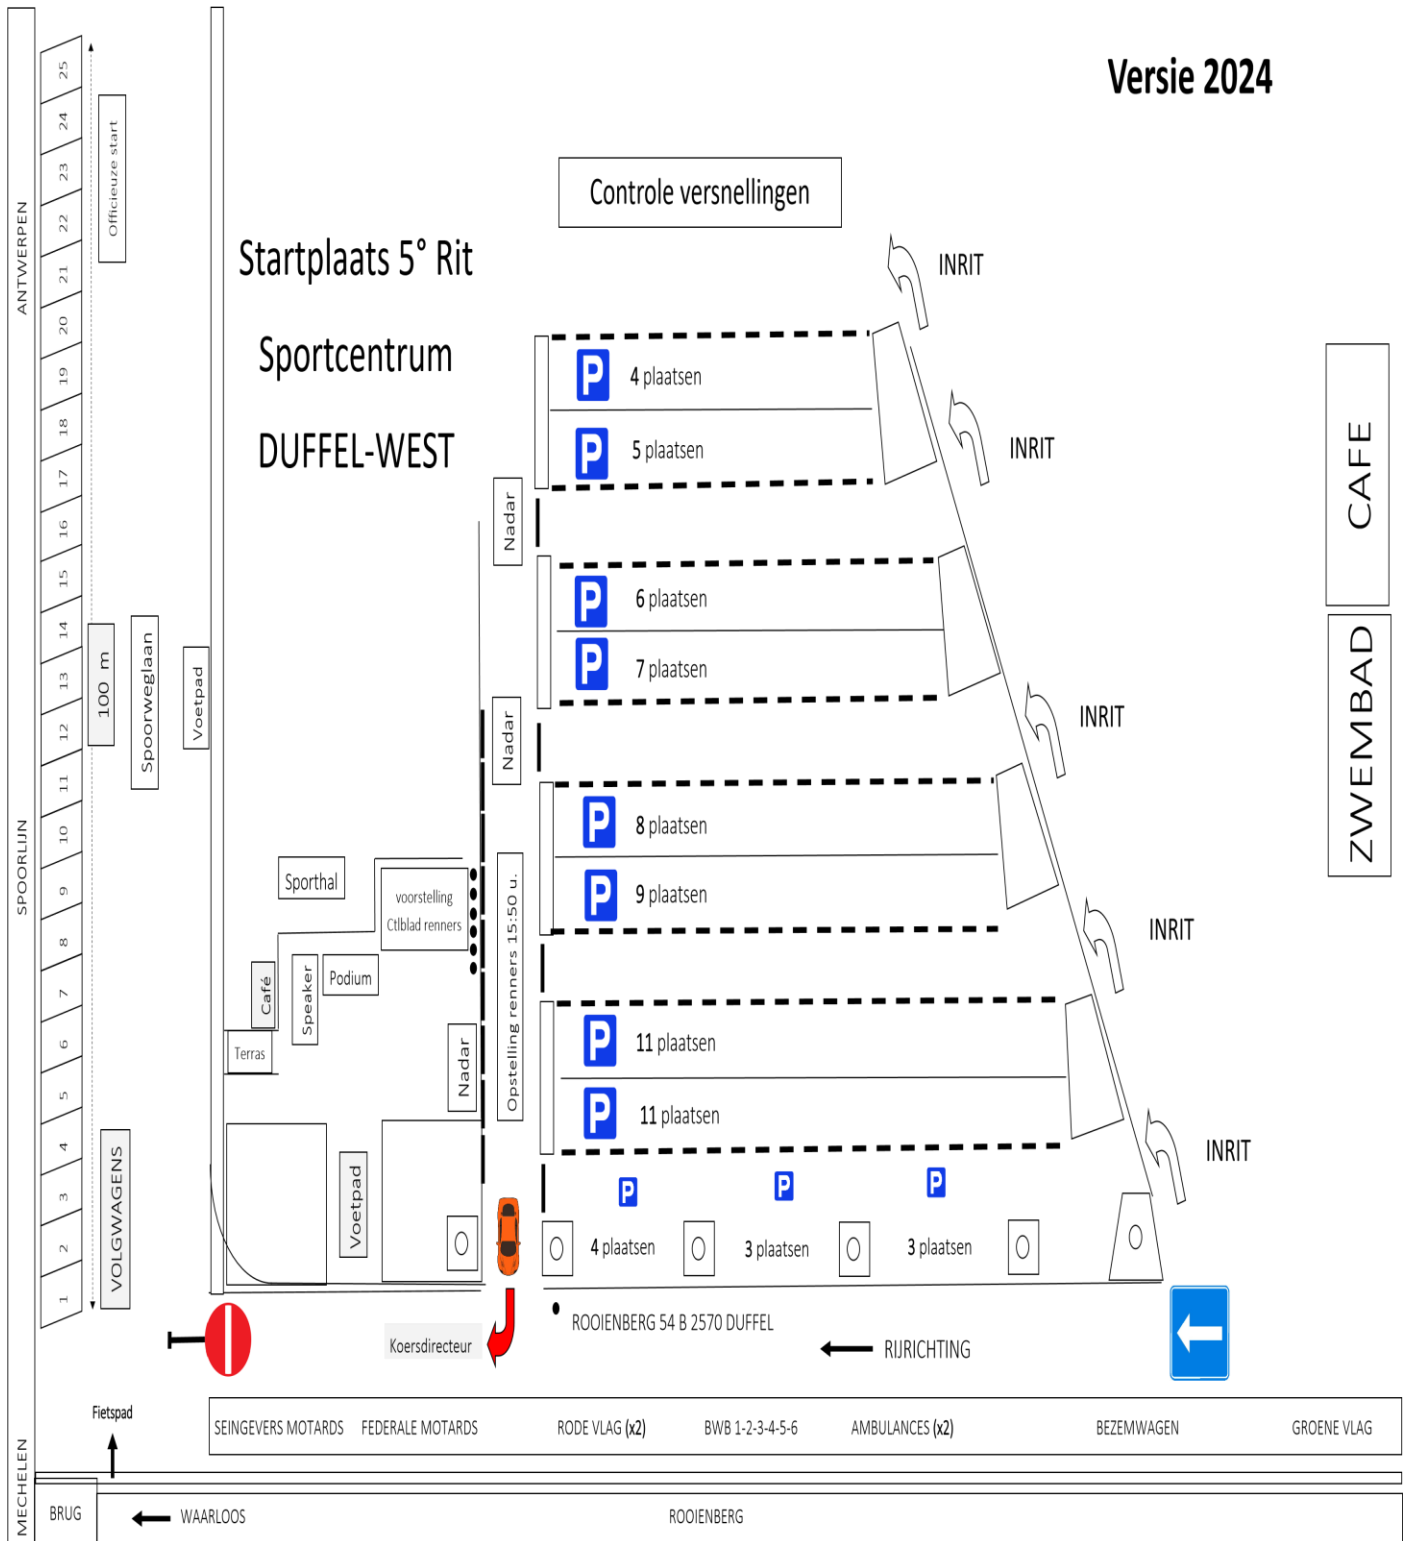 Versie 2024
Controle versnellingen
Startplaats 5° Rit
Sportcentrum
DUFFEL-WEST
ANTWERPEN
SPOORLIJN
MECHELEN
25
24
23
22
21
20
19
18
17
16
15
14
13
12
11
10
9
8
7
6
5
4
3
2
1
Officieuze start
100 m
Spoorweglaan
Voetpad
VOLGWAGENS
INRIT
P 4 plaatsen
P 5 plaatsen
INRIT
Nadar
P 6 plaatsen
P 7 plaatsen
INRIT
Nadar
P 8 plaatsen
P 9 plaatsen
INRIT
CAFE
ZWEMBAD
Sporthal
voorstelling
Ctlblad renners
Opstelling renners 15:50 u.
Café
Speaker
Podium
Terras
Nadar
P 11 plaatsen
P 11 plaatsen
INRIT
Voetpad
P P P
4 plaatsen 3 plaatsen 3 plaatsen
ROOIENBERG 54 B 2570 DUFFEL
Koersdirecteur
RIJRICHTING
Fietspad
SEINGEVERS MOTARDS FEDERALE MOTARDS RODE VLAG (x2) BWB 1-2-3-4-5-6 AMBULANCES (x2) BEZEMWAGEN GROENE VLAG
BRUG WAARLOOS ROOIENBERG